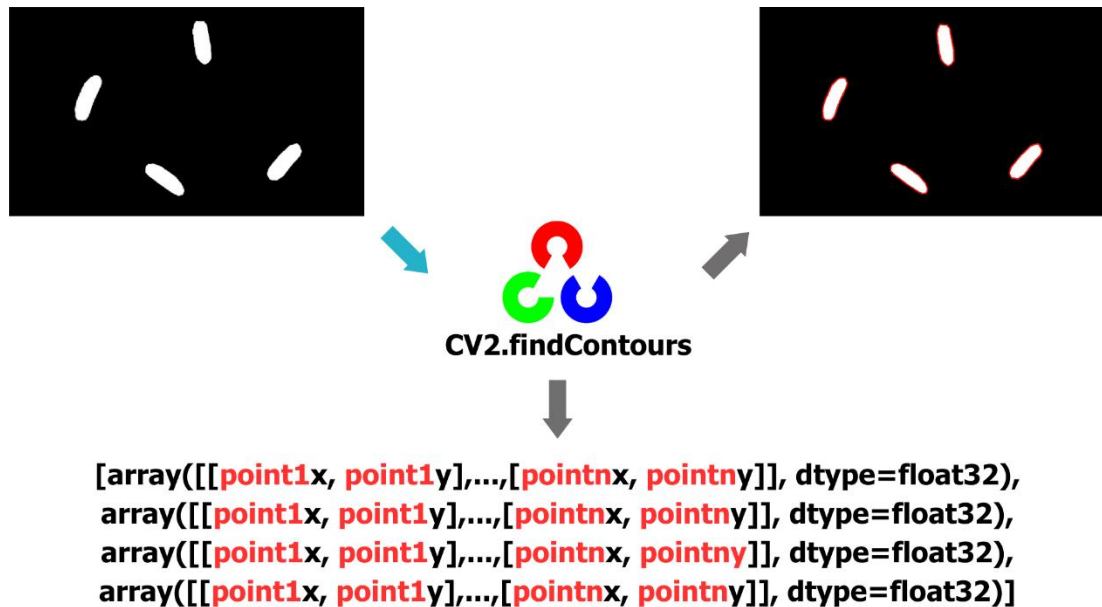 CV2.findContours
[array([[point1x, point1y],...,[pointnx, pointny]], dtype=float32),
array([[point1x, point1y],...,[pointnx, pointny]], dtype=float32),
array([[point1x, point1y],...,[pointnx, pointny]], dtype=float32),
array([[point1x, point1y],...,[pointnx, pointny]], dtype=float32)]